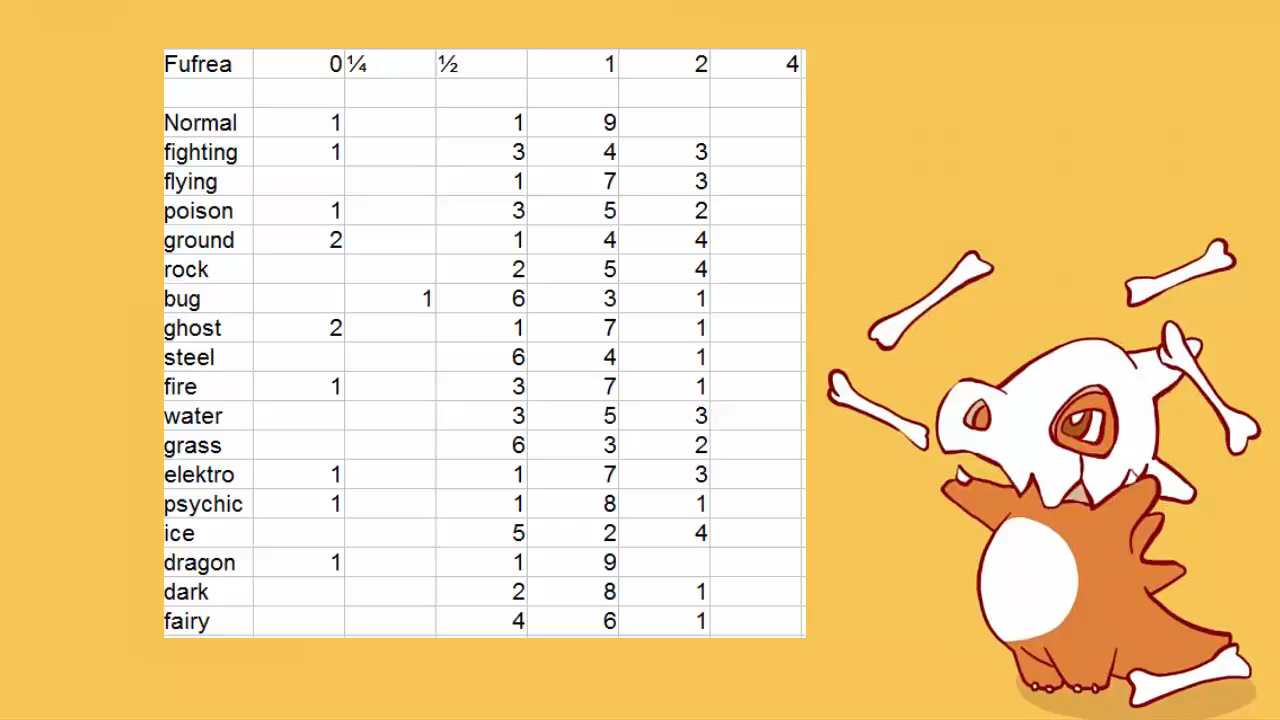 Fufrea 0 ¼ ½ 1 2 4
Normal 1 1 9
fighting 1 3 4 3
flying 1 7 3
poison 1 3 5 2
ground 2 1 4 4
rock 2 5 4
bug 1 6 3 1
ghost 2 1 7 1
steel 6 4 1
fire 1 3 7 1
water 3 5 3
grass 6 3 2
elektro 1 1 7 3
psychic 1 1 8 1
ice 5 2 4
dragon 1 1 9
dark 2 8 1
fairy 4 6 1